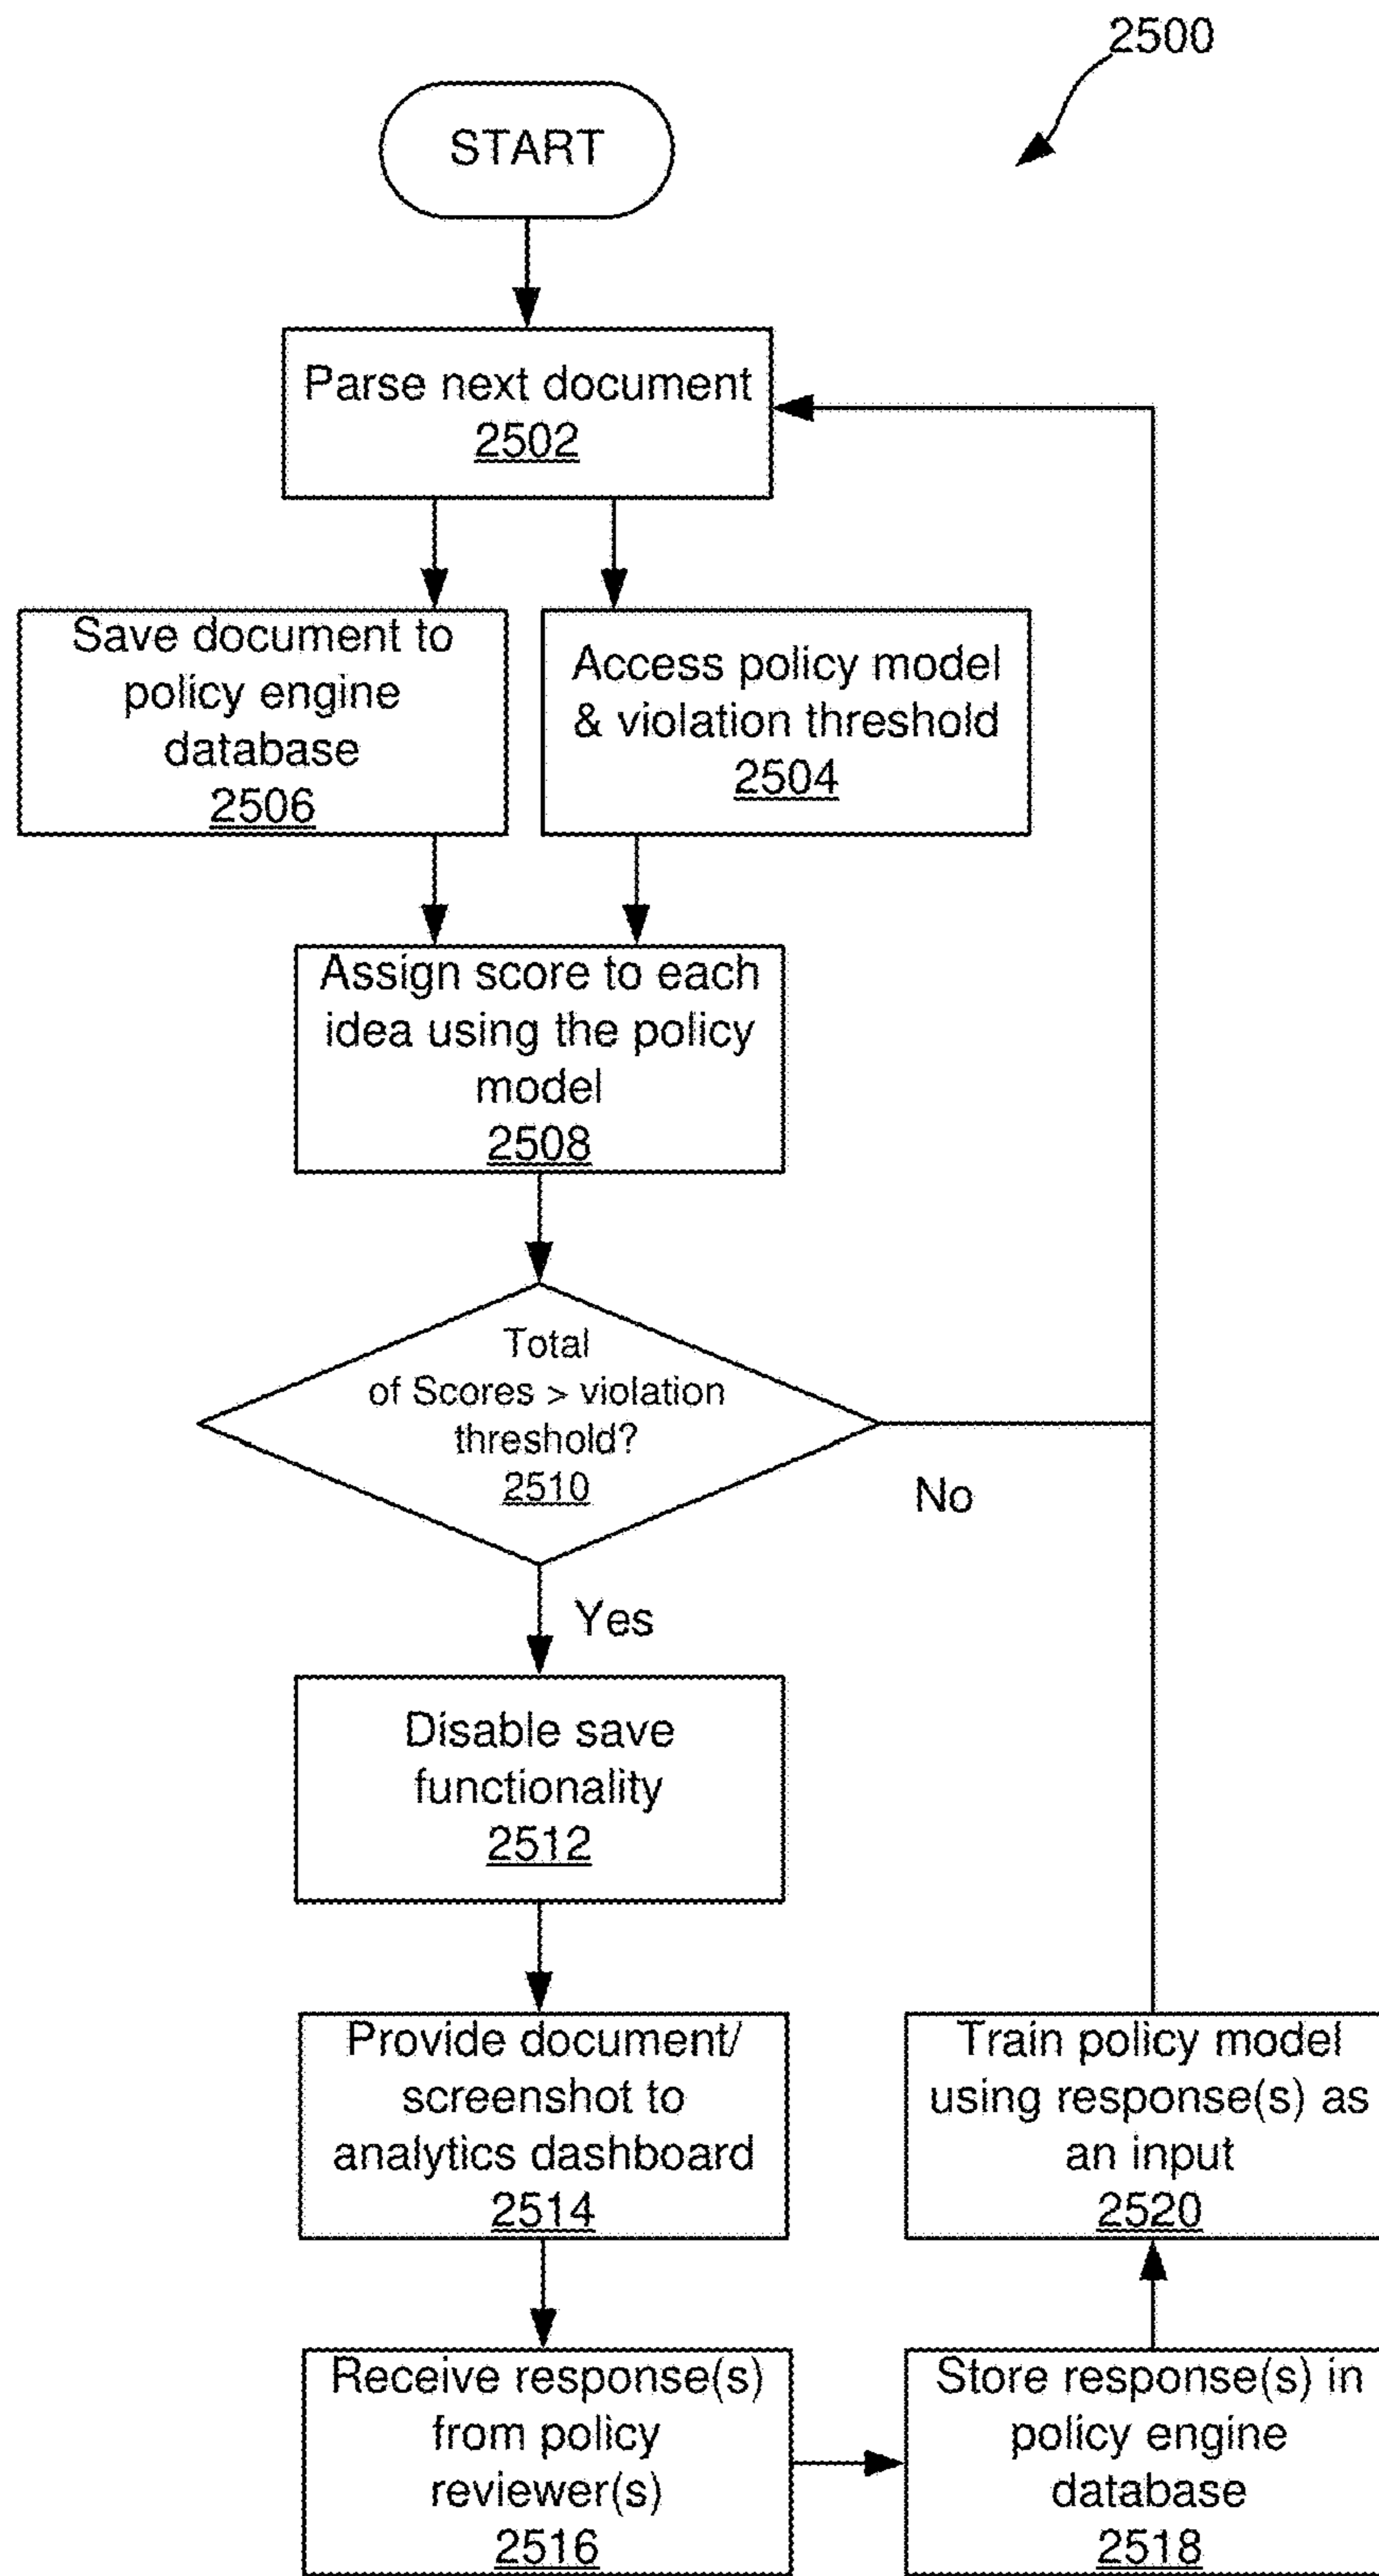 2500
START
Parse next document
2502
Save document to
policy engine
database
2506
Access policy model
& violation threshold
2504
Assign score to each
idea using the policy
model
2508
Total
of Scores > violation
threshold?
2510
No
Yes
Disable save
functionality
2512
Provide document/
screenshot to
analytics dashboard
2514
Train policy model
using response(s) as
an input
2520
Receive response(s)
from policy
reviewer(s)
2516
Store response(s) in
policy engine
database
2518